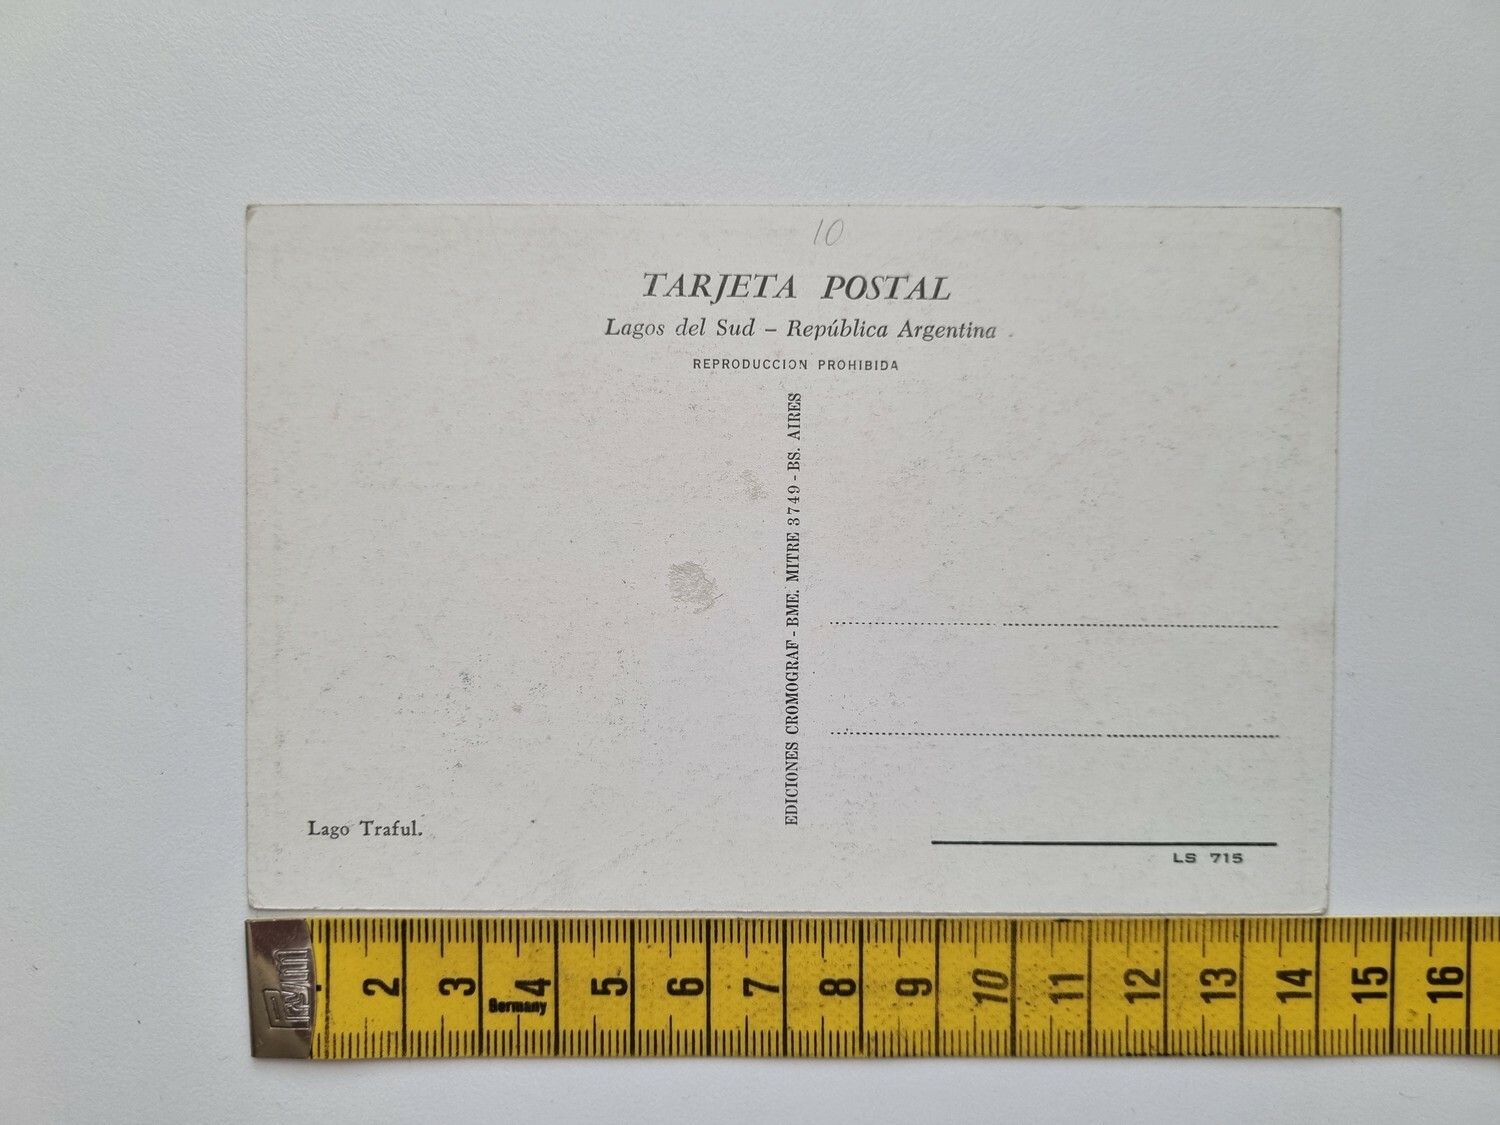 10
TARJETA POSTAL
Lagos del Sud – República Argentina
REPRODUCCION PROHIBIDA
EDICIONES CROMOGRAF - BME. MITRE 3749 - BS. AIRES
Lago Traful.
LS 715
Prym 2 3 4 5 6 7 8 9 10 11 12 13 14 15 16
Germany